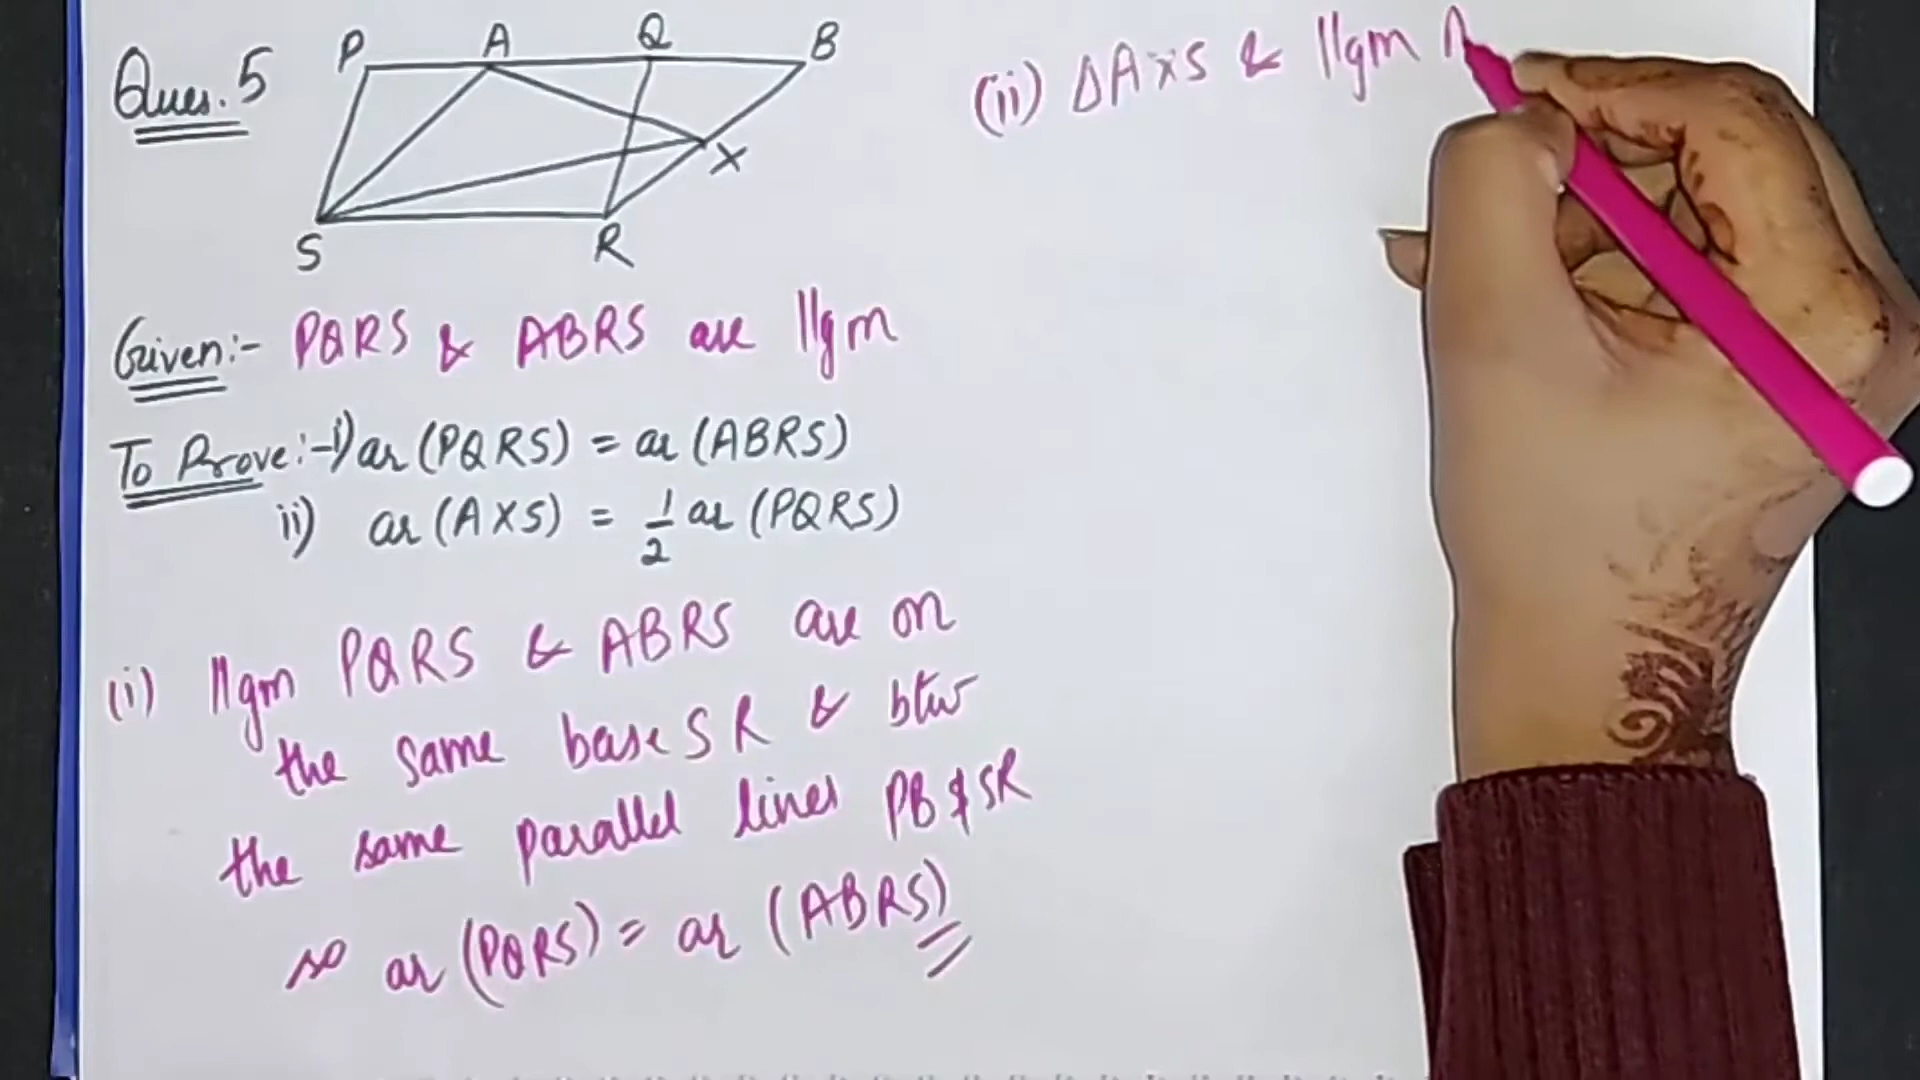 Ques. 5
P A Q B
X
S R
(ii) ΔAXS & ||gm
Given:- PQRS & ABRS are ||gm
To Prove:-i) ar (PQRS) = ar (ABRS)
ii) ar (AXS) = 1/2 ar (PQRS)
(i) ||gm PQRS & ABRS are on
the same base SR & btw
the same parallel lines PB & SR
so ar (PQRS) = ar (ABRS)